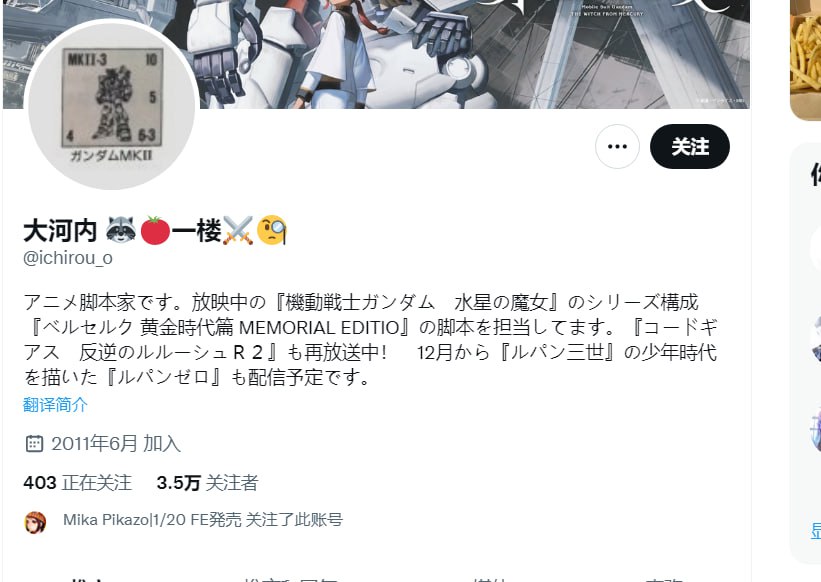 Mobile Suit Gundam
THE WITCH FROM MERCURY
MKII-3 10
5
4 6-3
ガンダムMKII
关注
大河内 🦝🍅一楼⚔️🧐
@ichirou_o
アニメ脚本家です。放映中の『機動戦士ガンダム　水星の魔女』のシリーズ構成
『ベルセルク 黄金時代篇 MEMORIAL EDITIO』の脚本を担当してます。『コードギ
アス　反逆のルルーシュＲ２』も再放送中！　12月から『ルパン三世』の少年時代
を描いた『ルパンゼロ』も配信予定です。
翻译简介
2011年6月 加入
403 正在关注 3.5万 关注者
Mika Pikazo|1/20 FE発売 关注了此账号